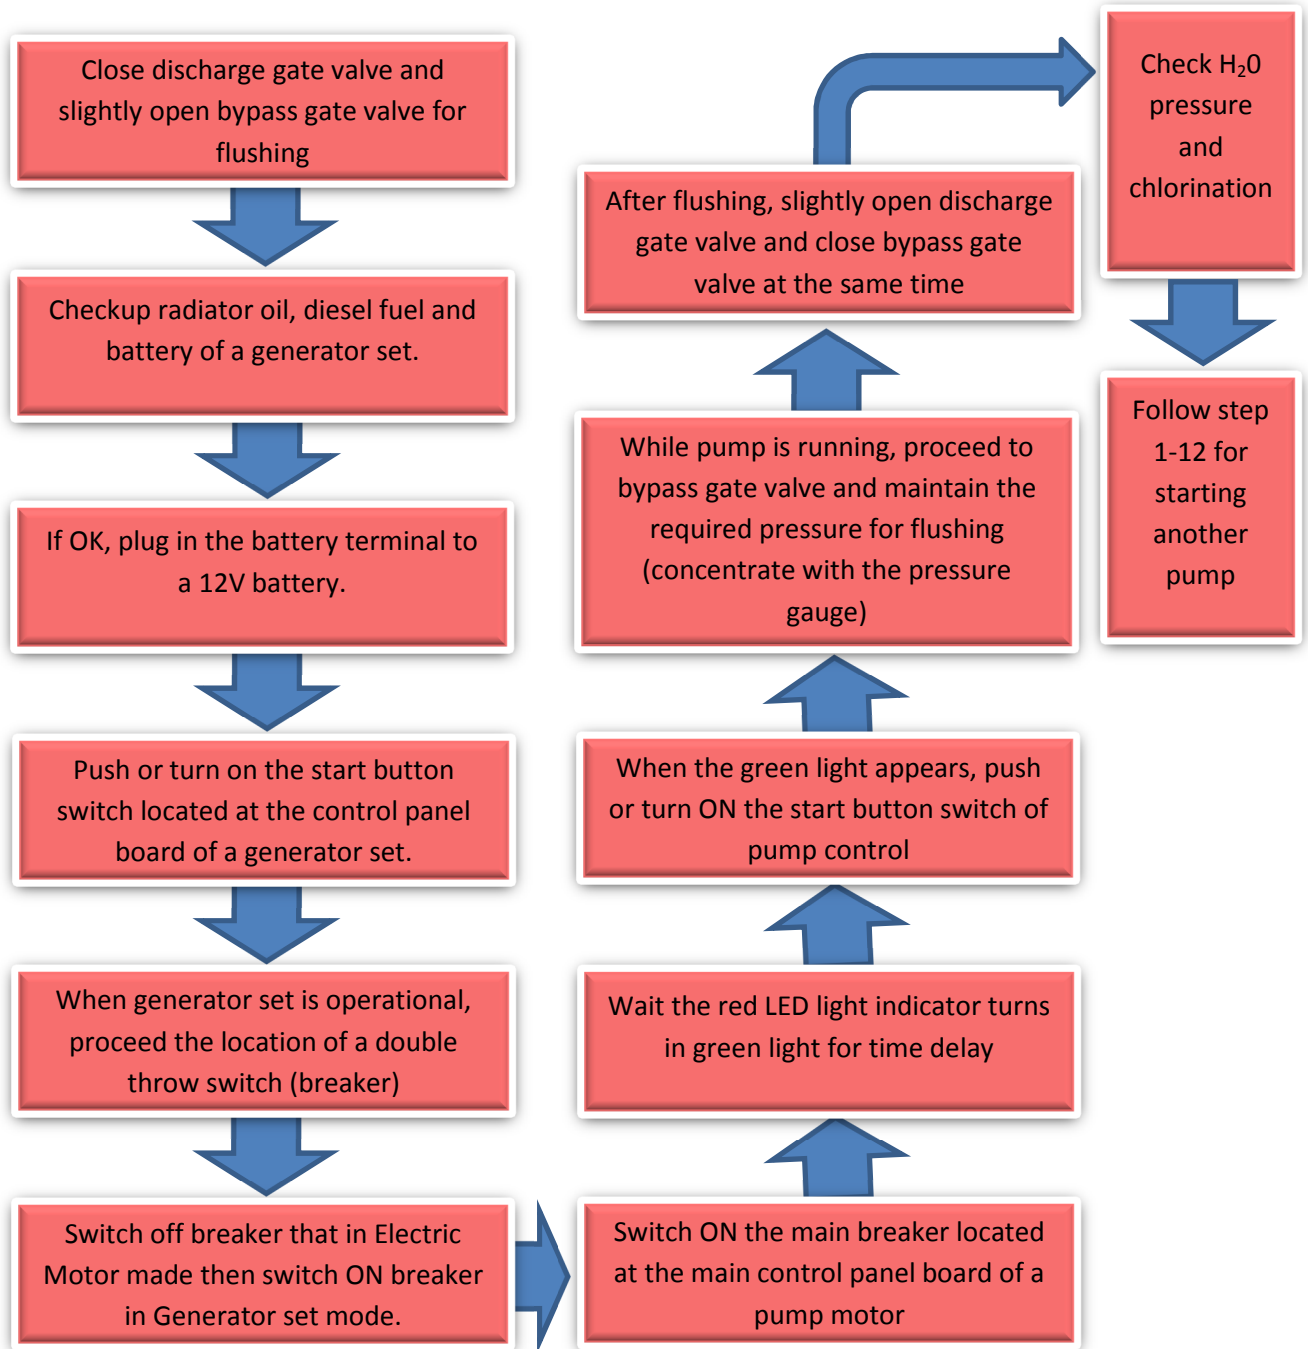 Close discharge gate valve and
slightly open bypass gate valve for
flushing
Checkup radiator oil, diesel fuel and
battery of a generator set.
If OK, plug in the battery terminal to
a 12V battery.
Push or turn on the start button
switch located at the control panel
board of a generator set.
When generator set is operational,
proceed the location of a double
throw switch (breaker)
Switch off breaker that in Electric
Motor made then switch ON breaker
in Generator set mode.
Switch ON the main breaker located
at the main control panel board of a
pump motor
Wait the red LED light indicator turns
in green light for time delay
When the green light appears, push
or turn ON the start button switch of
pump control
While pump is running, proceed to
bypass gate valve and maintain the
required pressure for flushing
(concentrate with the pressure
gauge)
After flushing, slightly open discharge
gate valve and close bypass gate
valve at the same time
Check H₂0
pressure
and
chlorination
Follow step
1-12 for
starting
another
pump